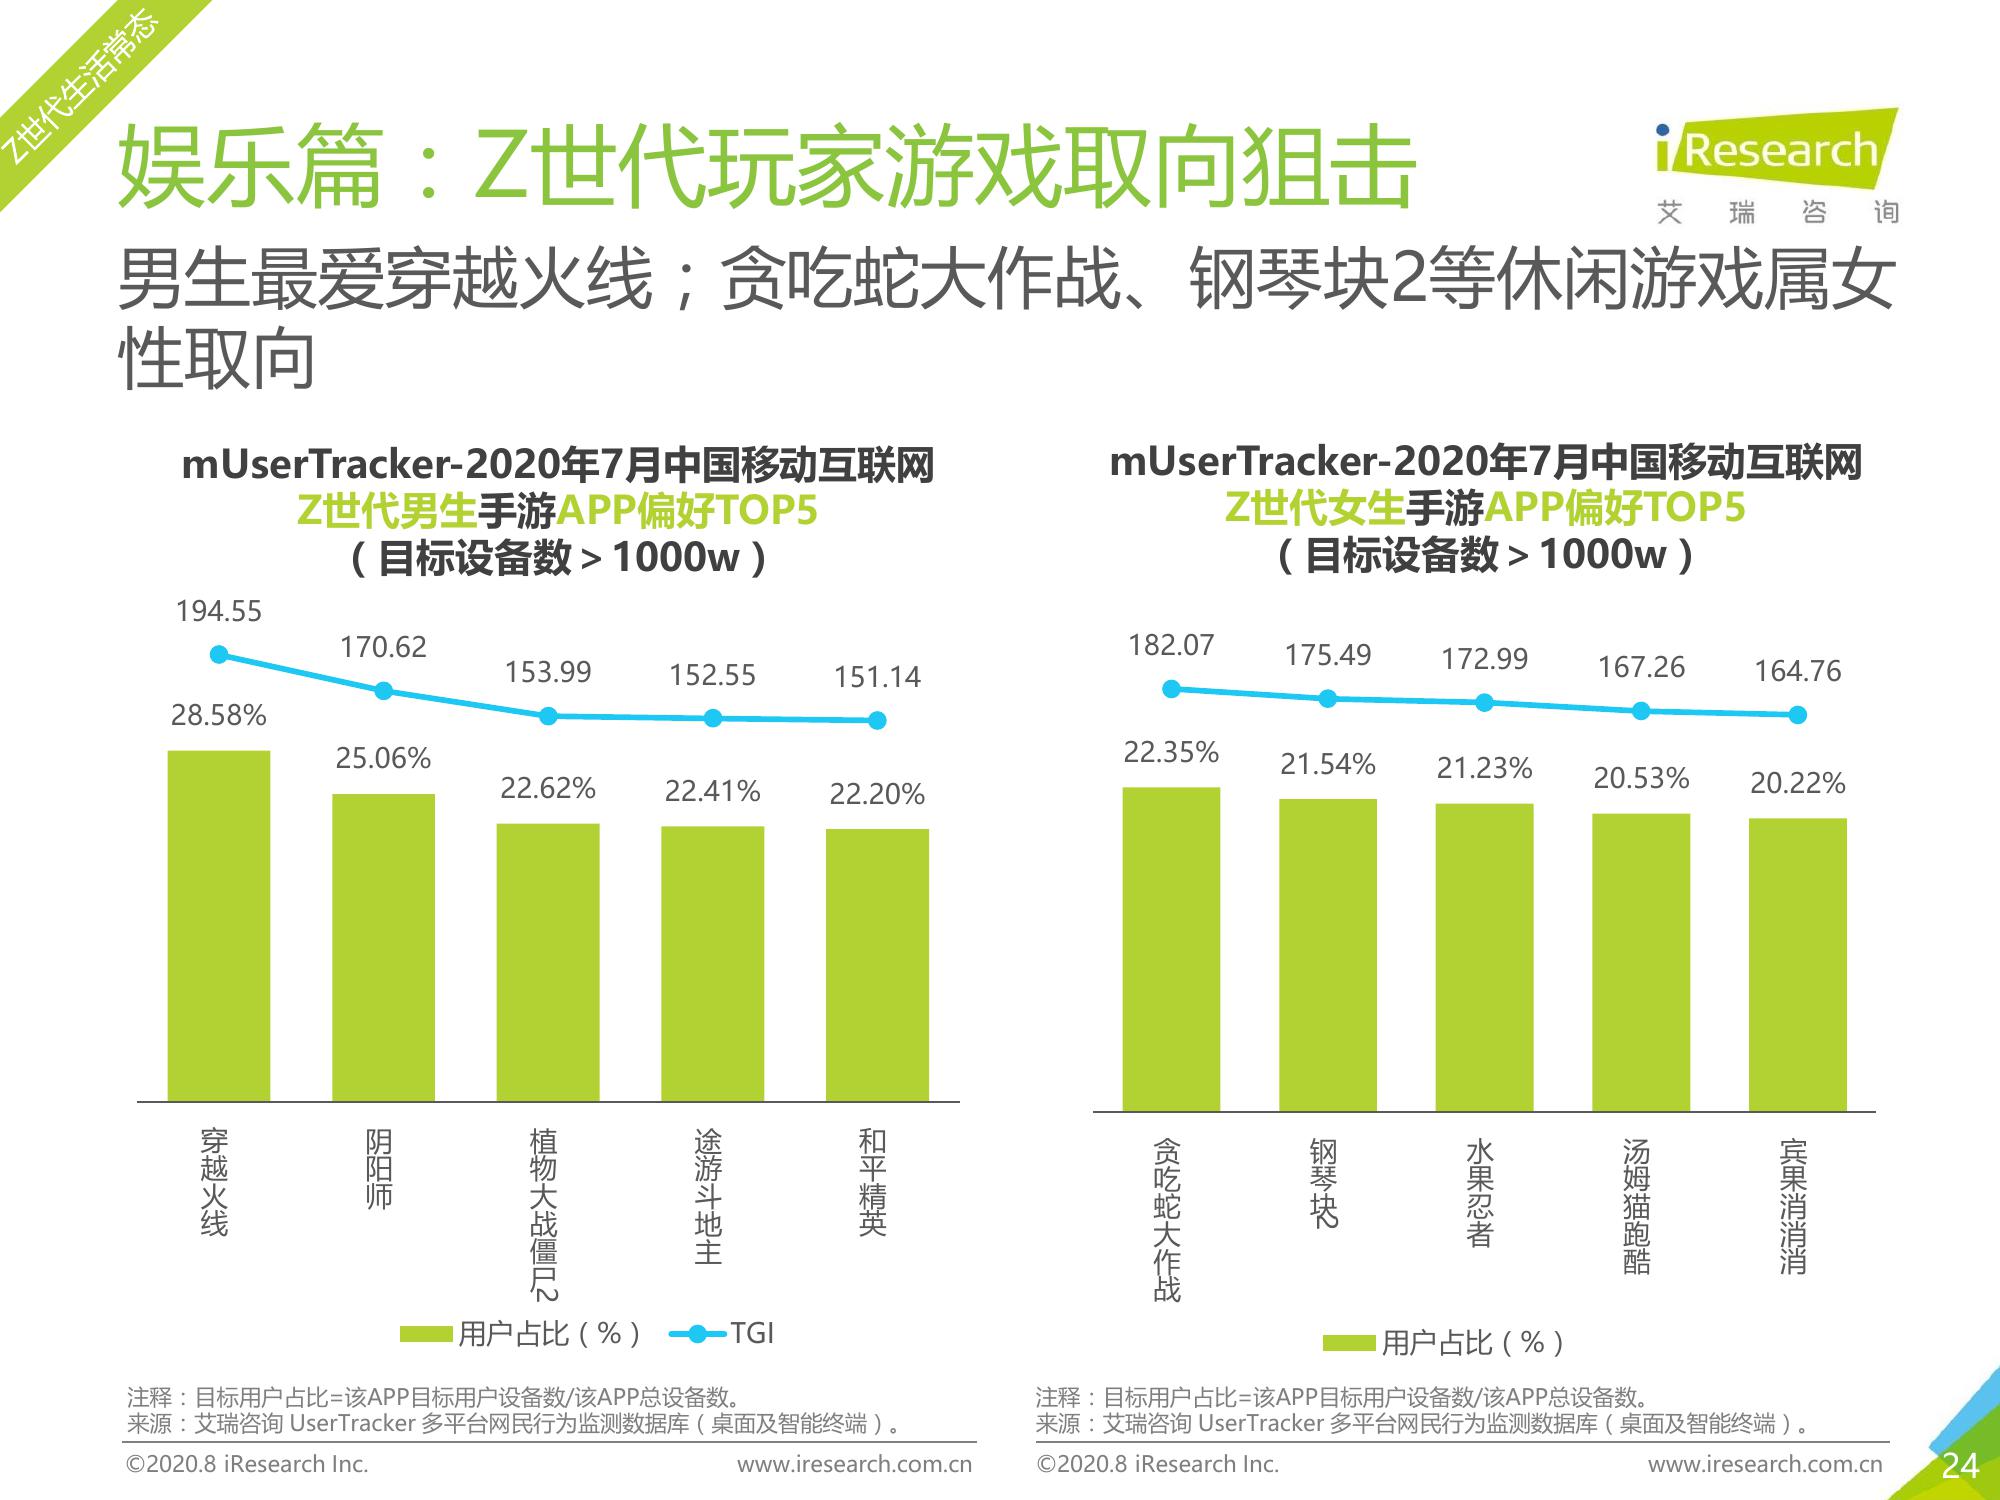 Z世代生活常态
娱乐篇：Z世代玩家游戏取向狙击
iResearch
艾瑞咨询
男生最爱穿越火线；贪吃蛇大作战、钢琴块2等休闲游戏属女
性取向
mUserTracker-2020年7月中国移动互联网
Z世代男生手游APP偏好TOP5
（目标设备数＞1000w）
194.55
170.62
153.99
152.55
151.14
28.58%
25.06%
22.62%
22.41%
22.20%
穿越火线
阴阳师
植物大战僵尸2
途游斗地主
和平精英
用户占比（%）
TGI
注释：目标用户占比=该APP目标用户设备数/该APP总设备数。
来源：艾瑞咨询 UserTracker 多平台网民行为监测数据库（桌面及智能终端）。
©2020.8 iResearch Inc.
www.iresearch.com.cn
mUserTracker-2020年7月中国移动互联网
Z世代女生手游APP偏好TOP5
（目标设备数＞1000w）
182.07
175.49
172.99
167.26
164.76
22.35%
21.54%
21.23%
20.53%
20.22%
贪吃蛇大作战
钢琴块2
水果忍者
汤姆猫跑酷
宾果消消消
用户占比（%）
注释：目标用户占比=该APP目标用户设备数/该APP总设备数。
来源：艾瑞咨询 UserTracker 多平台网民行为监测数据库（桌面及智能终端）。
©2020.8 iResearch Inc.
www.iresearch.com.cn
24